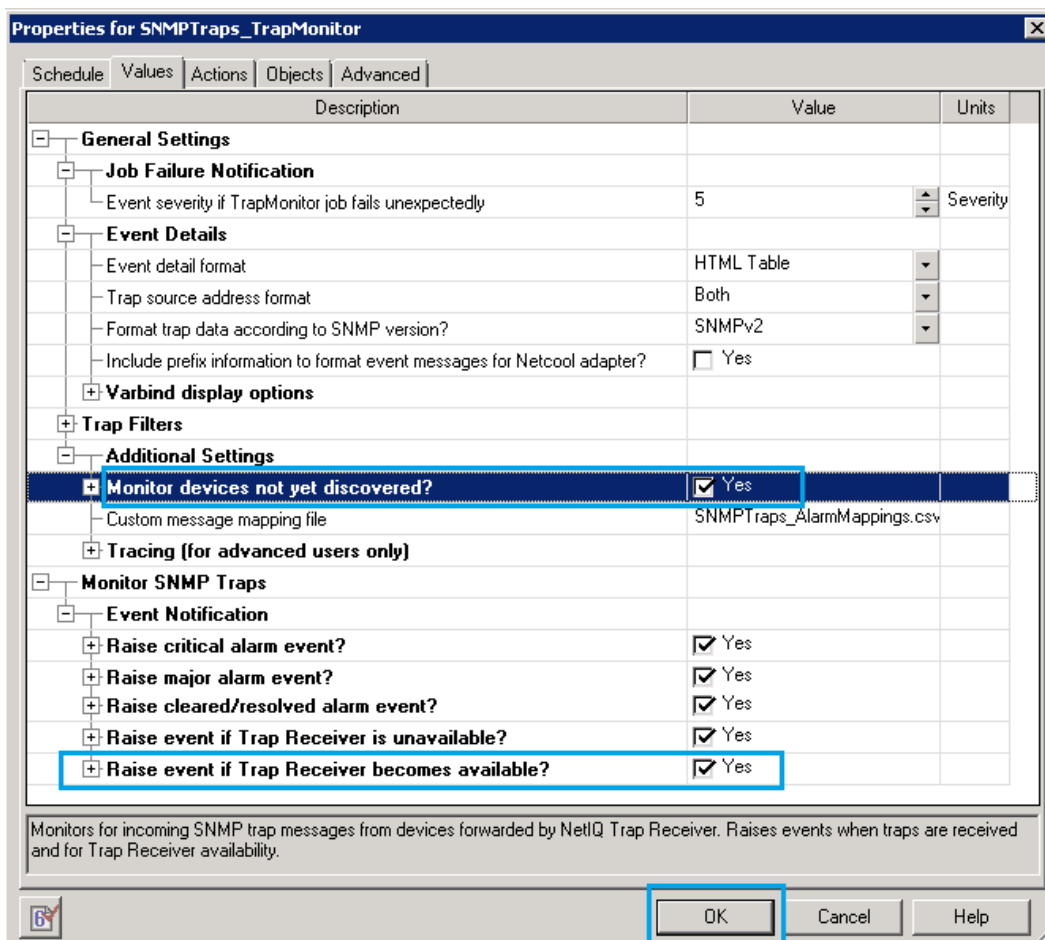 Properties for SNMPTraps_TrapMonitor
Schedule Values Actions Objects Advanced
Description Value Units
General Settings
Job Failure Notification
Event severity if TrapMonitor job fails unexpectedly 5 Severity
Event Details
Event detail format HTML Table
Trap source address format Both
Format trap data according to SNMP version? SNMPv2
Include prefix information to format event messages for Netcool adapter? Yes
Varbind display options
Trap Filters
Additional Settings
Monitor devices not yet discovered? Yes
Custom message mapping file SNMPTraps_AlarmMappings.csv
Tracing (for advanced users only)
Monitor SNMP Traps
Event Notification
Raise critical alarm event? Yes
Raise major alarm event? Yes
Raise cleared/resolved alarm event? Yes
Raise event if Trap Receiver is unavailable? Yes
Raise event if Trap Receiver becomes available? Yes
Monitors for incoming SNMP trap messages from devices forwarded by NetIQ Trap Receiver. Raises events when traps are received
and for Trap Receiver availability.
OK Cancel Help